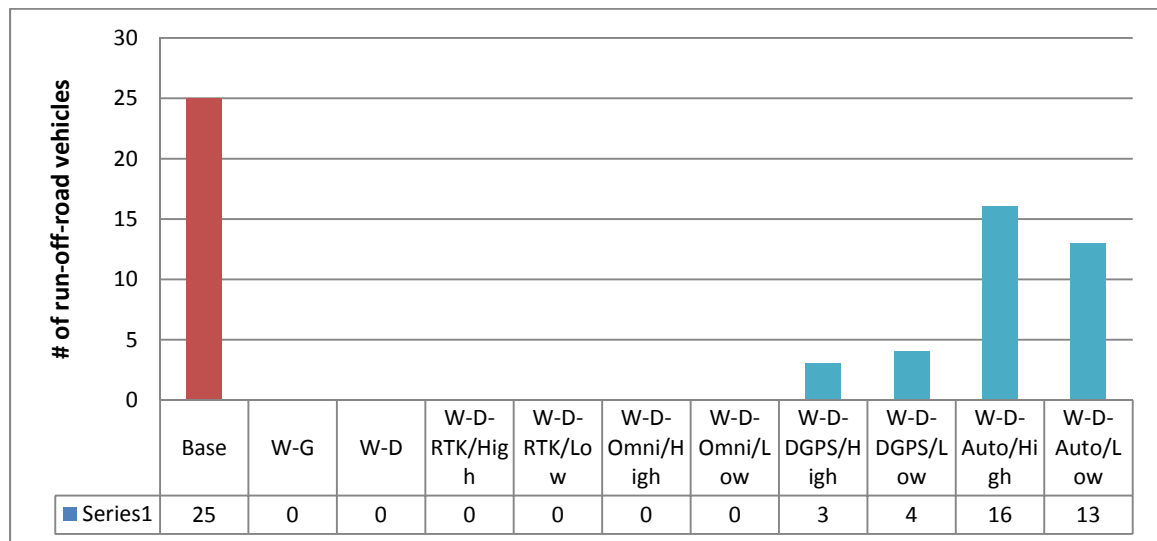 # of run-off-road vehicles
30
25
20
15
10
5
0
Base
W-G
W-D
W-D-
RTK/Hig
h
W-D-
RTK/Lo
w
W-D-
Omni/H
igh
W-D-
Omni/L
ow
W-D-
DGPS/H
igh
W-D-
DGPS/L
ow
W-D-
Auto/Hi
gh
W-D-
Auto/L
ow
Series1 25 0 0 0 0 0 0 3 4 16 13